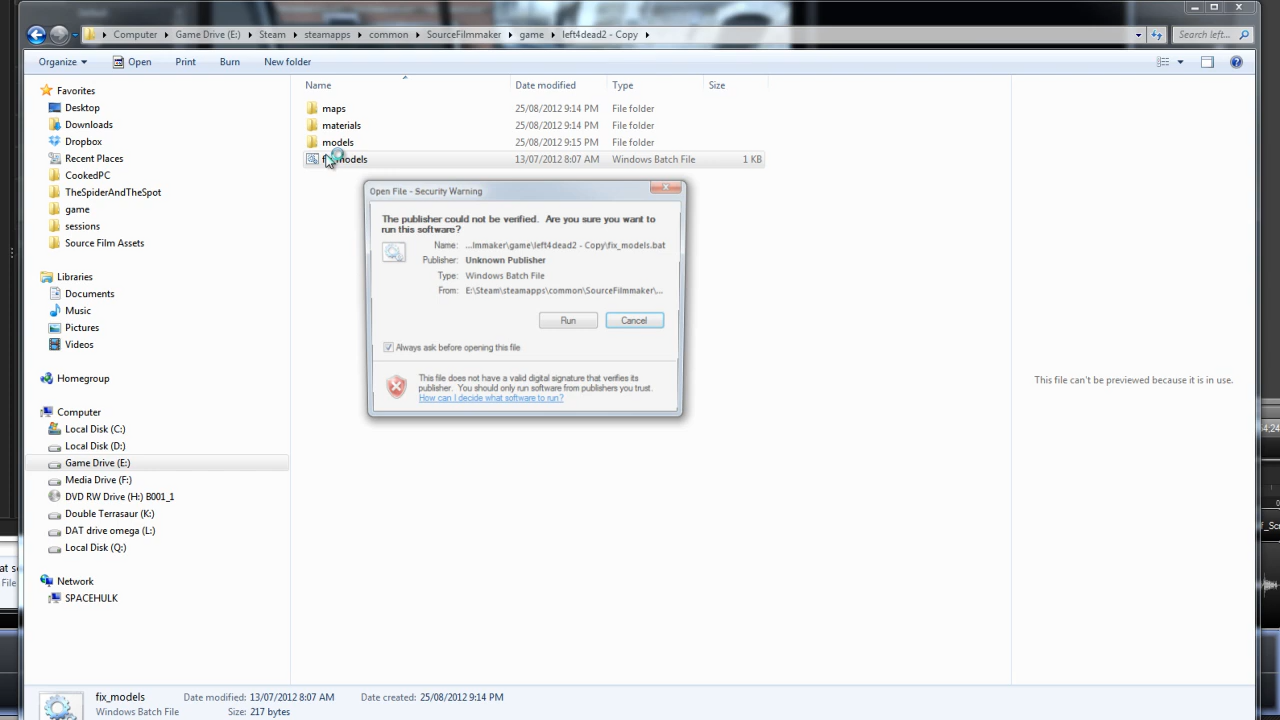 Computer
Game Drive (E:)
Steam
steamapps
common
SourceFilmmaker
game
left4dead2 - Copy
Search left...
Organize
Open
Print
Burn
New folder
Name
Date modified
Type
Size
maps 25/08/2012 9:14 PM File folder
materials 25/08/2012 9:14 PM File folder
models 25/08/2012 9:15 PM File folder
models 13/07/2012 8:07 AM Windows Batch File 1 KB
Favorites
Desktop
Downloads
Dropbox
Recent Places
CookedPC
TheSpiderAndTheSpot
game
sessions
Source Film Assets
Libraries
Documents
Music
Pictures
Videos
Homegroup
Computer
Local Disk (C:)
Local Disk (D:)
Game Drive (E:)
Media Drive (F:)
DVD RW Drive (H:) B001_1
Double Terrasaur (K:)
DAT drive omega (L:)
Local Disk (Q:)
Network
SPACEHULK
Open File - Security Warning
The publisher could not be verified. Are you sure you want to
run this software?
Name: ...lmmaker\game\left4dead2 - Copy\fix_models.bat
Publisher: Unknown Publisher
Type: Windows Batch File
From: E:\Steam\steamapps\common\SourceFilmmaker\...
Run
Cancel
Always ask before opening this file
This file does not have a valid digital signature that verifies its
publisher. You should only run software from publishers you trust.
How can I decide what software to run?
This file can't be previewed because it is in use.
fix_models Date modified: 13/07/2012 8:07 AM Date created: 25/08/2012 9:14 PM
Windows Batch File Size: 217 bytes